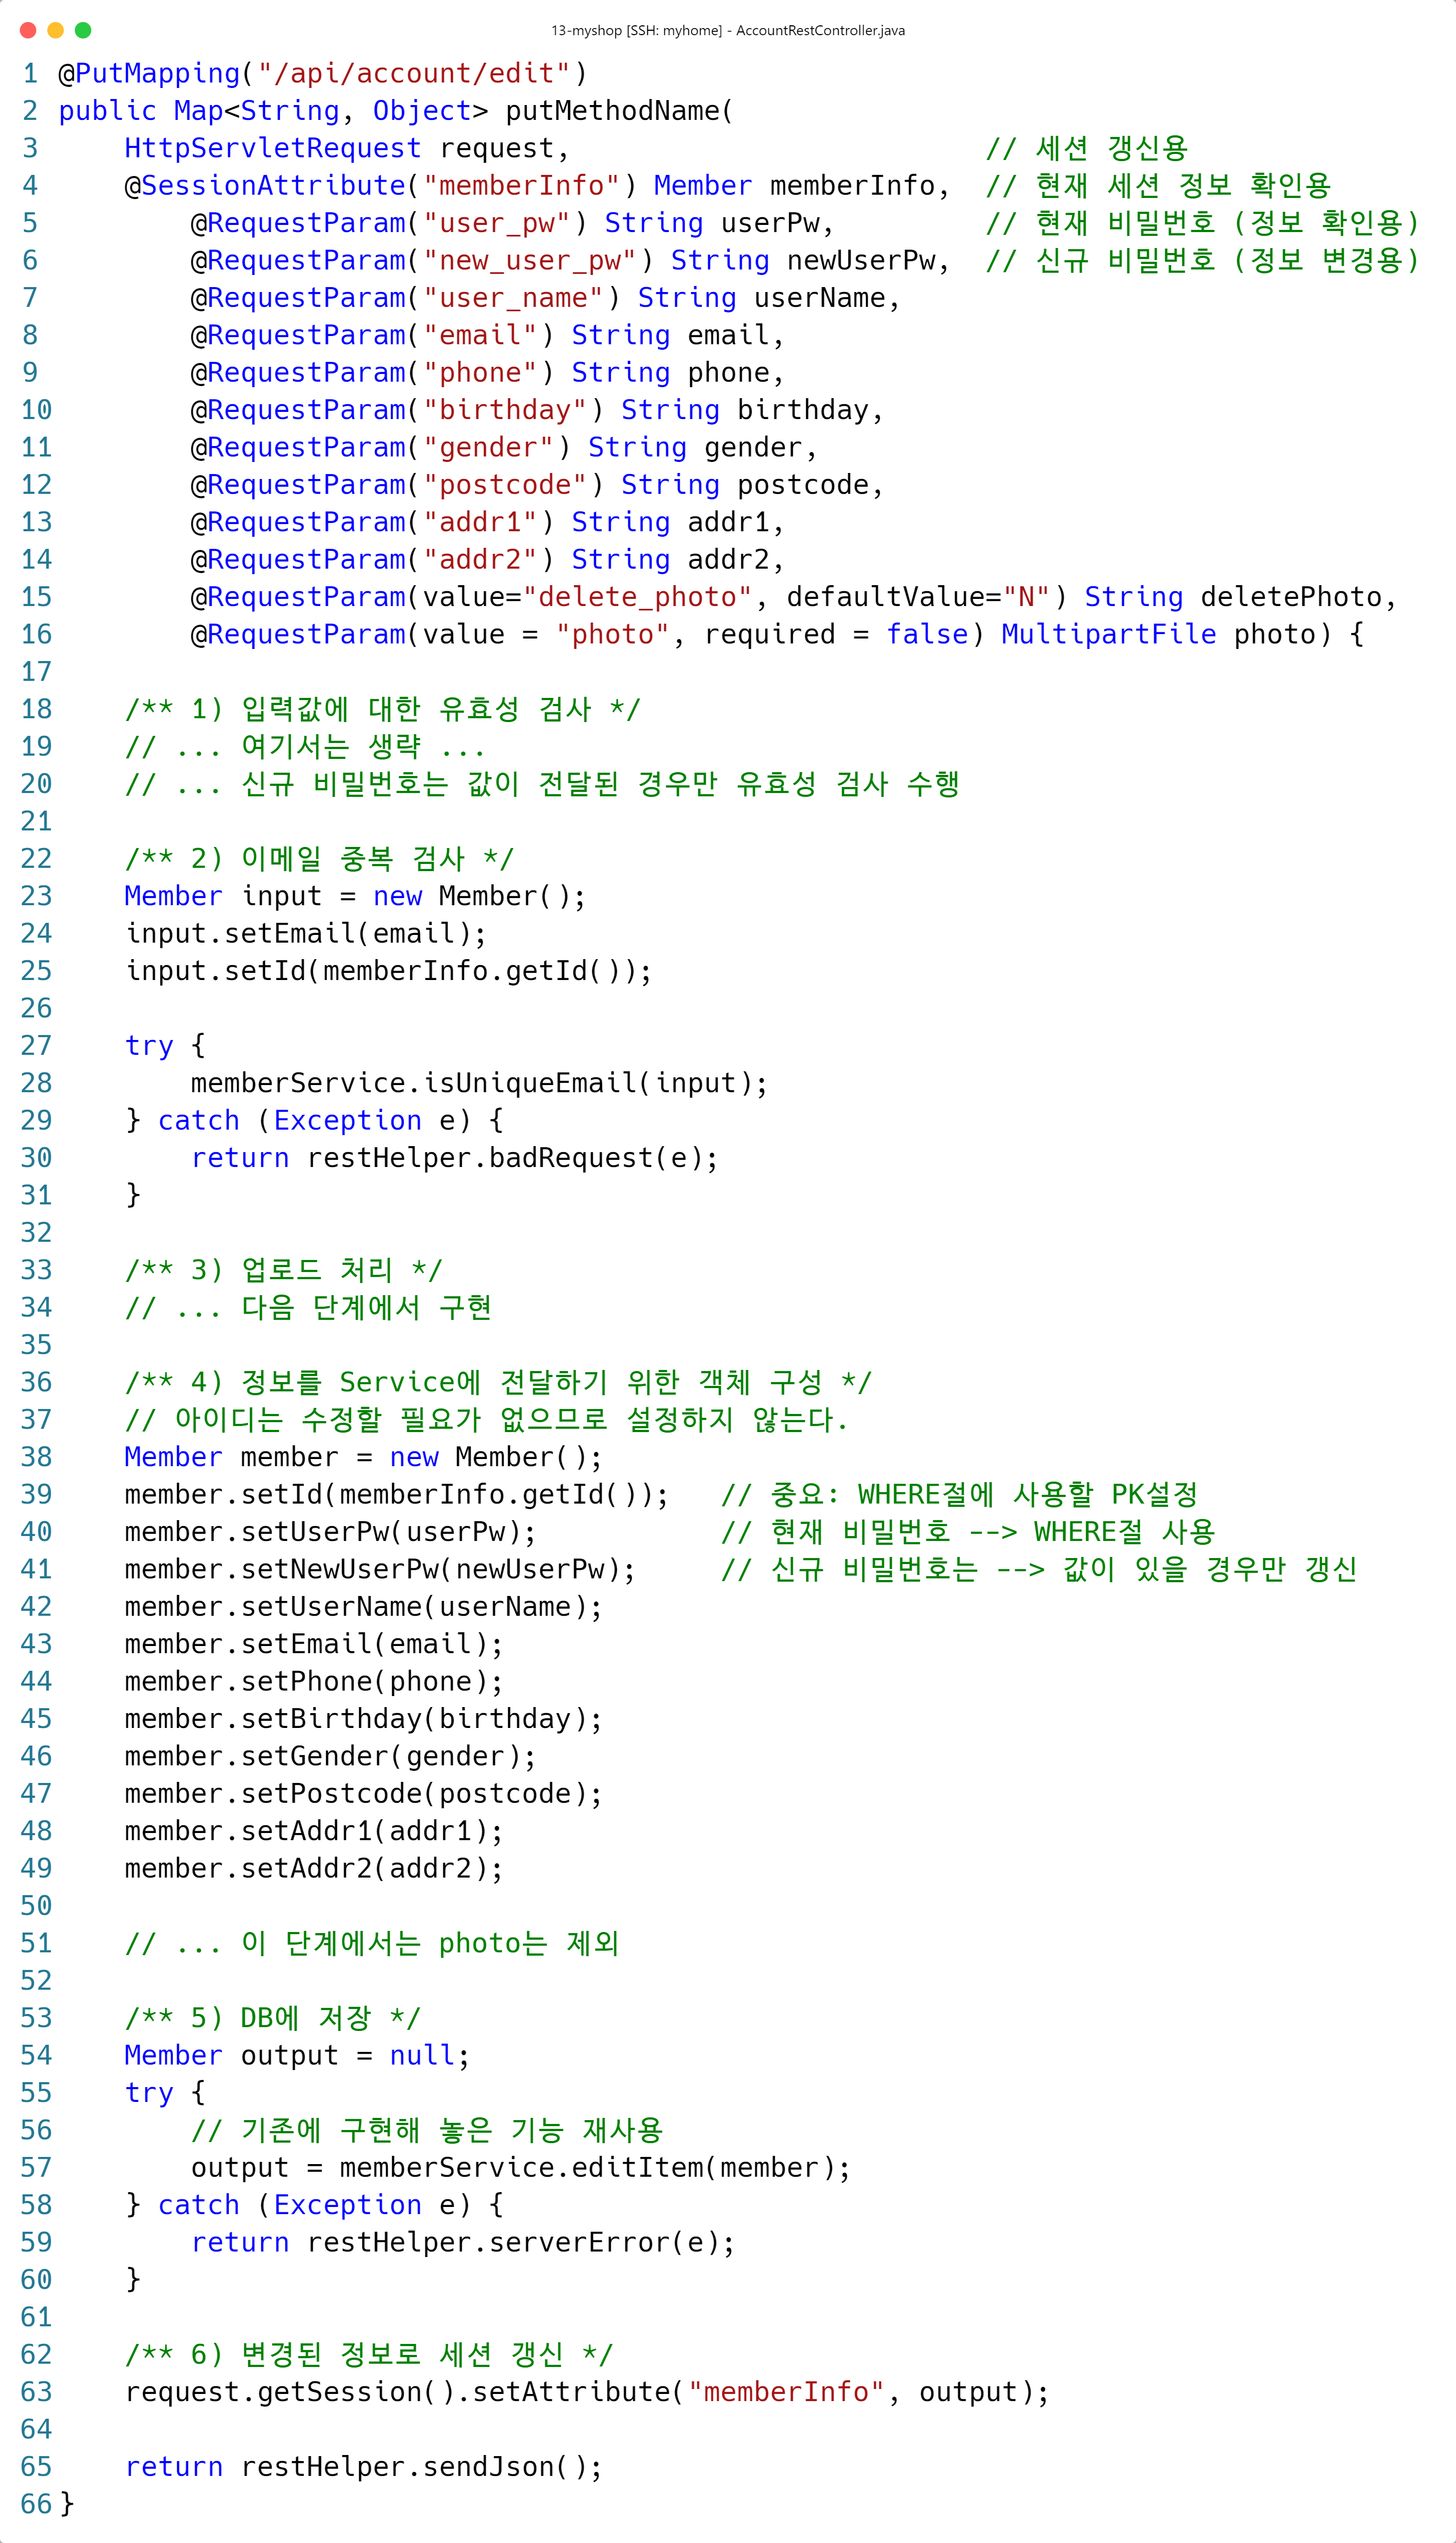 13-myshop [SSH: myhome] - AccountRestController.java
1 @PutMapping("/api/account/edit")
2 public Map<String, Object> putMethodName(
3     HttpServletRequest request,                         // 세션 갱신용
4     @SessionAttribute("memberInfo") Member memberInfo,  // 현재 세션 정보 확인용
5         @RequestParam("user_pw") String userPw,         // 현재 비밀번호 (정보 확인용)
6         @RequestParam("new_user_pw") String newUserPw,  // 신규 비밀번호 (정보 변경용)
7         @RequestParam("user_name") String userName,
8         @RequestParam("email") String email,
9         @RequestParam("phone") String phone,
10         @RequestParam("birthday") String birthday,
11         @RequestParam("gender") String gender,
12         @RequestParam("postcode") String postcode,
13         @RequestParam("addr1") String addr1,
14         @RequestParam("addr2") String addr2,
15         @RequestParam(value="delete_photo", defaultValue="N") String deletePhoto,
16         @RequestParam(value = "photo", required = false) MultipartFile photo) {
17
18     /** 1) 입력값에 대한 유효성 검사 */
19     // ... 여기서는 생략 ...
20     // ... 신규 비밀번호는 값이 전달된 경우만 유효성 검사 수행
21
22     /** 2) 이메일 중복 검사 */
23     Member input = new Member();
24     input.setEmail(email);
25     input.setId(memberInfo.getId());
26
27     try {
28         memberService.isUniqueEmail(input);
29     } catch (Exception e) {
30         return restHelper.badRequest(e);
31     }
32
33     /** 3) 업로드 처리 */
34     // ... 다음 단계에서 구현
35
36     /** 4) 정보를 Service에 전달하기 위한 객체 구성 */
37     // 아이디는 수정할 필요가 없으므로 설정하지 않는다.
38     Member member = new Member();
39     member.setId(memberInfo.getId());   // 중요: WHERE절에 사용할 PK설정
40     member.setUserPw(userPw);           // 현재 비밀번호 --> WHERE절 사용
41     member.setNewUserPw(newUserPw);     // 신규 비밀번호는 --> 값이 있을 경우만 갱신
42     member.setUserName(userName);
43     member.setEmail(email);
44     member.setPhone(phone);
45     member.setBirthday(birthday);
46     member.setGender(gender);
47     member.setPostcode(postcode);
48     member.setAddr1(addr1);
49     member.setAddr2(addr2);
50
51     // ... 이 단계에서는 photo는 제외
52
53     /** 5) DB에 저장 */
54     Member output = null;
55     try {
56         // 기존에 구현해 놓은 기능 재사용
57         output = memberService.editItem(member);
58     } catch (Exception e) {
59         return restHelper.serverError(e);
60     }
61
62     /** 6) 변경된 정보로 세션 갱신 */
63     request.getSession().setAttribute("memberInfo", output);
64
65     return restHelper.sendJson();
66 }